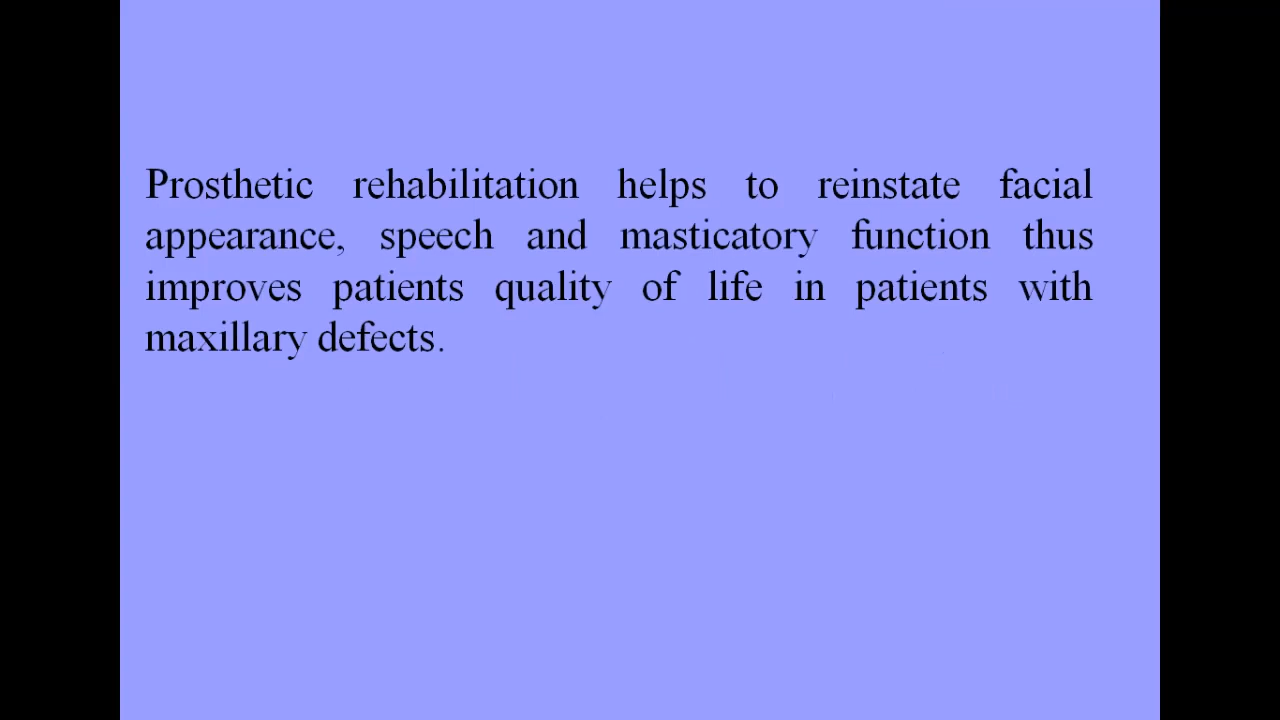 Prosthetic rehabilitation helps to reinstate facial
appearance, speech and masticatory function thus
improves patients quality of life in patients with
maxillary defects.